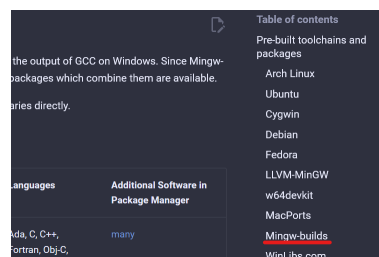 the output of GCC on Windows. Since Mingw-
packages which combine them are available.
aries directly.
Languages
Additional Software in
Package Manager
Ada, C, C++,
Fortran, Obj-C,
many
Table of contents
Pre-built toolchains and
packages
Arch Linux
Ubuntu
Cygwin
Debian
Fedora
LLVM-MinGW
w64devkit
MacPorts
Mingw-builds
WinLibs.com